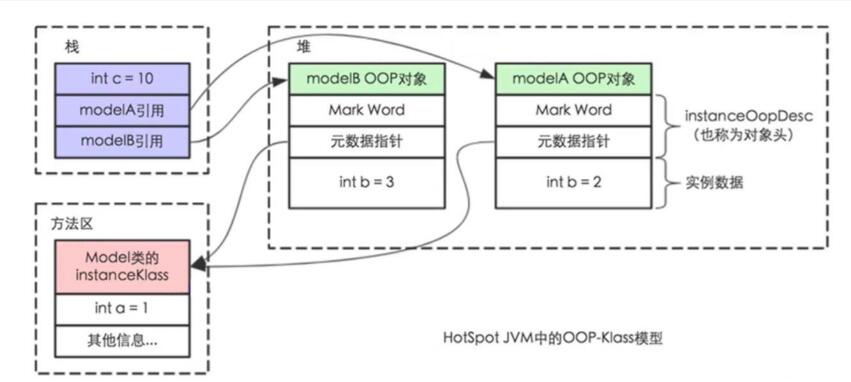 栈
int c = 10
modelA引用
modelB引用
堆
modelB OOP对象
Mark Word
元数据指针
int b = 3
modelA OOP对象
Mark Word
元数据指针
int b = 2
instanceOopDesc
（也称为对象头）
实例数据
方法区
Model类的
instanceKlass
int a = 1
其他信息...
HotSpot JVM中的OOP-Klass模型